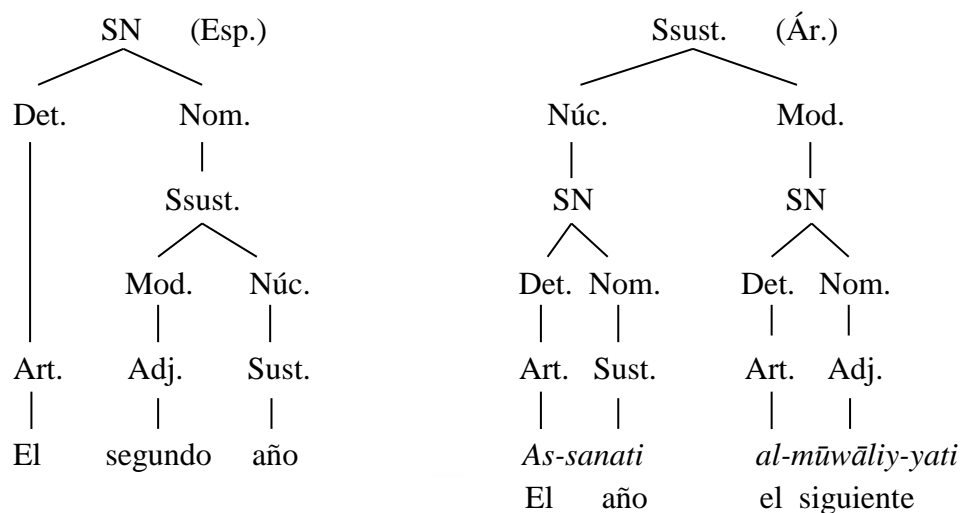 SN (Esp.) Ssust. (Ár.)
Det. Nom. Núc. Mod.
Ssust. SN SN
Mod. Núc. Det. Nom. Det. Nom.
Art. Adj. Sust. Art. Sust. Art. Adj.
El segundo año As-sanati al-mūwāliy-yati
El año el siguiente